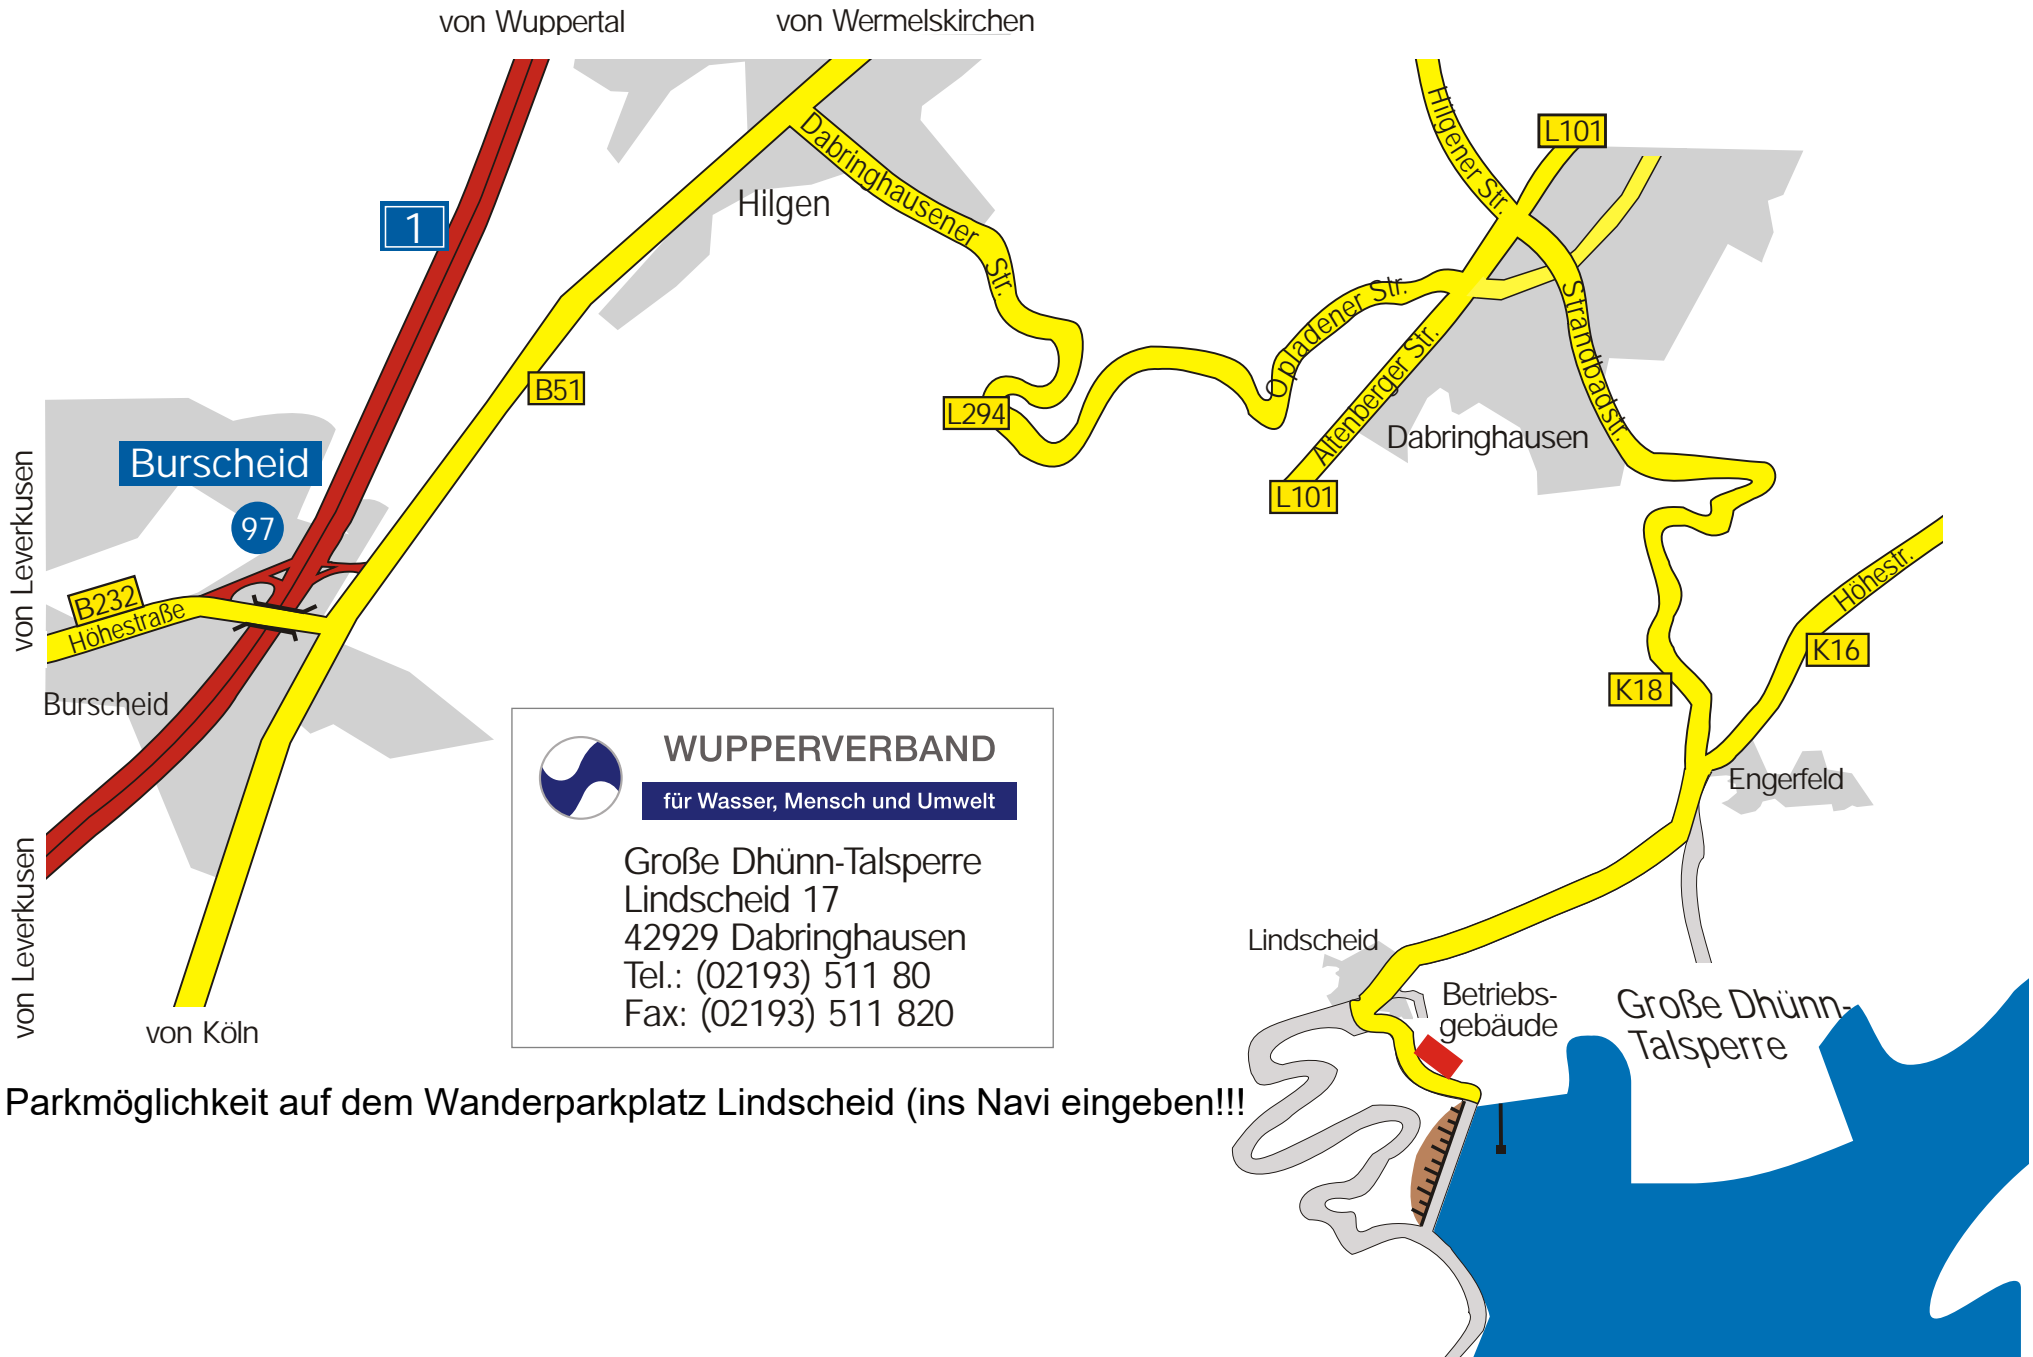 von Wuppertal
von Wermelskirchen
Hilgener Str.
L101
Dabringhausener Str.
1
Hilgen
Opladener Str.
Strandbadstr.
Altenberger Str.
B51
L294
Dabringhausen
Burscheid
L101
97
von Leverkusen
B232
Höhestraße
Höhestr.
K16
K18
Burscheid
Engerfeld
WUPPERVERBAND
für Wasser, Mensch und Umwelt
Große Dhünn-Talsperre
Lindscheid 17
42929 Dabringhausen
Tel.: (02193) 511 80
Fax: (02193) 511 820
von Leverkusen
von Köln
Lindscheid
Betriebs-
gebäude
Große Dhünn-
Talsperre
Parkmöglichkeit auf dem Wanderparkplatz Lindscheid (ins Navi eingeben!!!